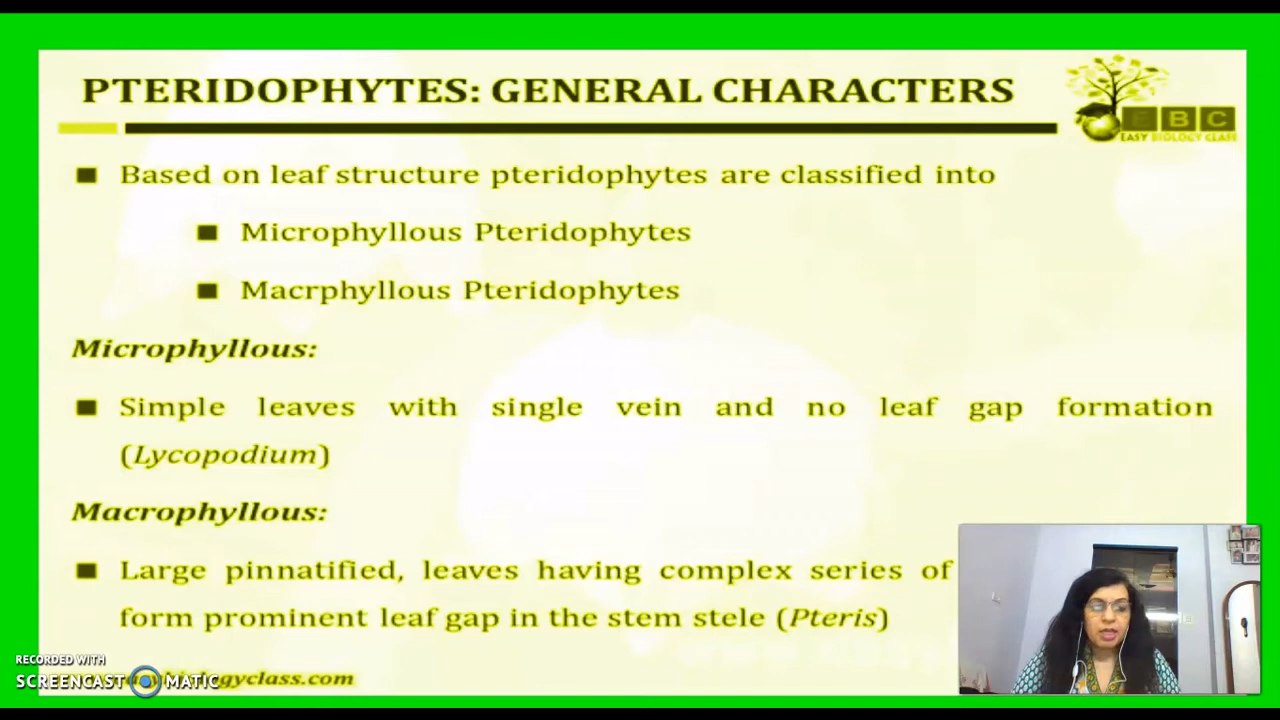 PTERIDOPHYTES: GENERAL CHARACTERS
EBC
EASY BIOLOGY CLASS
Based on leaf structure pteridophytes are classified into
Microphyllous Pteridophytes
Macrphyllous Pteridophytes
Microphyllous:
Simple leaves with single vein and no leaf gap formation
(Lycopodium)
Macrophyllous:
Large pinnatified, leaves having complex series of
form prominent leaf gap in the stem stele (Pteris)
RECORDED WITH
SCREENCAST MATIC